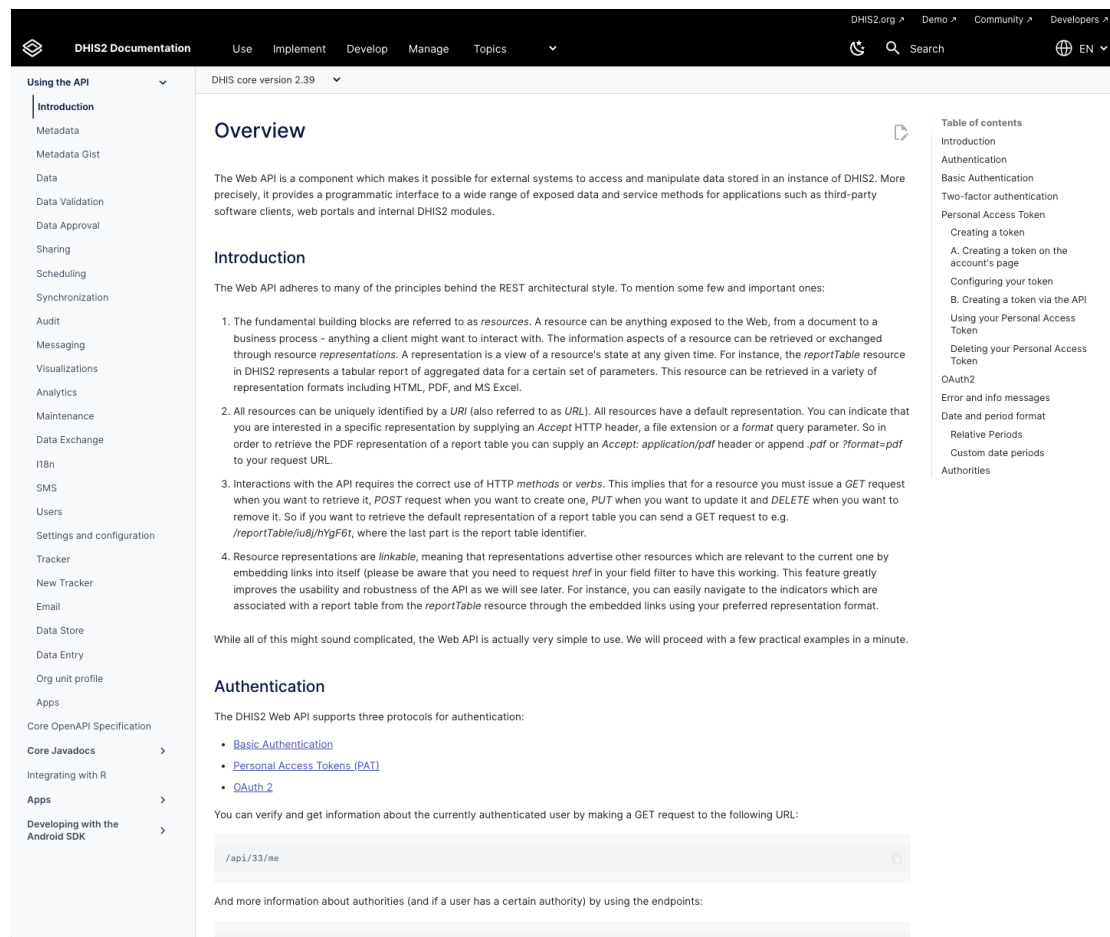 DHIS2.org ↗ Demo ↗ Community ↗ Developers ↗
DHIS2 Documentation Use Implement Develop Manage Topics Search EN
Using the API
Introduction
Metadata
Metadata Gist
Data
Data Validation
Data Approval
Sharing
Scheduling
Synchronization
Audit
Messaging
Visualizations
Analytics
Maintenance
Data Exchange
I18n
SMS
Users
Settings and configuration
Tracker
New Tracker
Email
Data Store
Data Entry
Org unit profile
Apps
Core OpenAPI Specification
Core Javadocs
Integrating with R
Apps
Developing with the
Android SDK
DHIS core version 2.39
Overview
The Web API is a component which makes it possible for external systems to access and manipulate data stored in an instance of DHIS2. More
precisely, it provides a programmatic interface to a wide range of exposed data and service methods for applications such as third-party
software clients, web portals and internal DHIS2 modules.
Introduction
The Web API adheres to many of the principles behind the REST architectural style. To mention some few and important ones:
1. The fundamental building blocks are referred to as resources. A resource can be anything exposed to the Web, from a document to a
business process - anything a client might want to interact with. The information aspects of a resource can be retrieved or exchanged
through resource representations. A representation is a view of a resource's state at any given time. For instance, the reportTable resource
in DHIS2 represents a tabular report of aggregated data for a certain set of parameters. This resource can be retrieved in a variety of
representation formats including HTML, PDF, and MS Excel.
2. All resources can be uniquely identified by a URI (also referred to as URL). All resources have a default representation. You can indicate that
you are interested in a specific representation by supplying an Accept HTTP header, a file extension or a format query parameter. So in
order to retrieve the PDF representation of a report table you can supply an Accept: application/pdf header or append .pdf or ?format=pdf
to your request URL.
3. Interactions with the API requires the correct use of HTTP methods or verbs. This implies that for a resource you must issue a GET request
when you want to retrieve it, POST request when you want to create one, PUT when you want to update it and DELETE when you want to
remove it. So if you want to retrieve the default representation of a report table you can send a GET request to e.g.
/reportTable/iu8j/hYgF6t, where the last part is the report table identifier.
4. Resource representations are linkable, meaning that representations advertise other resources which are relevant to the current one by
embedding links into itself (please be aware that you need to request href in your field filter to have this working. This feature greatly
improves the usability and robustness of the API as we will see later. For instance, you can easily navigate to the indicators which are
associated with a report table from the reportTable resource through the embedded links using your preferred representation format.
While all of this might sound complicated, the Web API is actually very simple to use. We will proceed with a few practical examples in a minute.
Authentication
The DHIS2 Web API supports three protocols for authentication:
• Basic Authentication
• Personal Access Tokens (PAT)
• OAuth 2
You can verify and get information about the currently authenticated user by making a GET request to the following URL:
/api/33/me
And more information about authorities (and if a user has a certain authority) by using the endpoints:
Table of contents
Introduction
Authentication
Basic Authentication
Two-factor authentication
Personal Access Token
Creating a token
A. Creating a token on the
account's page
Configuring your token
B. Creating a token via the API
Using your Personal Access
Token
Deleting your Personal Access
Token
OAuth2
Error and info messages
Date and period format
Relative Periods
Custom date periods
Authorities